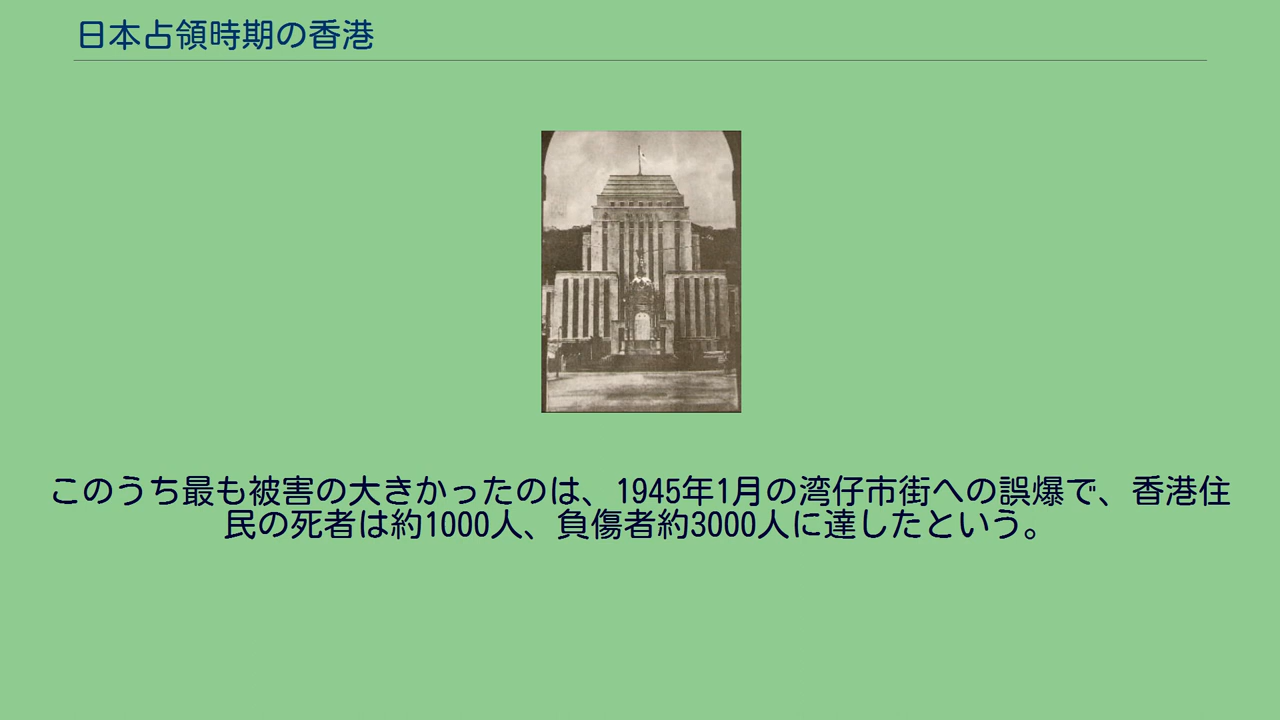 日本占領時期の香港
このうち最も被害の大きかったのは、1945年1月の湾仔市街への誤爆で、香港住
民の死者は約1000人、負傷者約3000人に達したという。